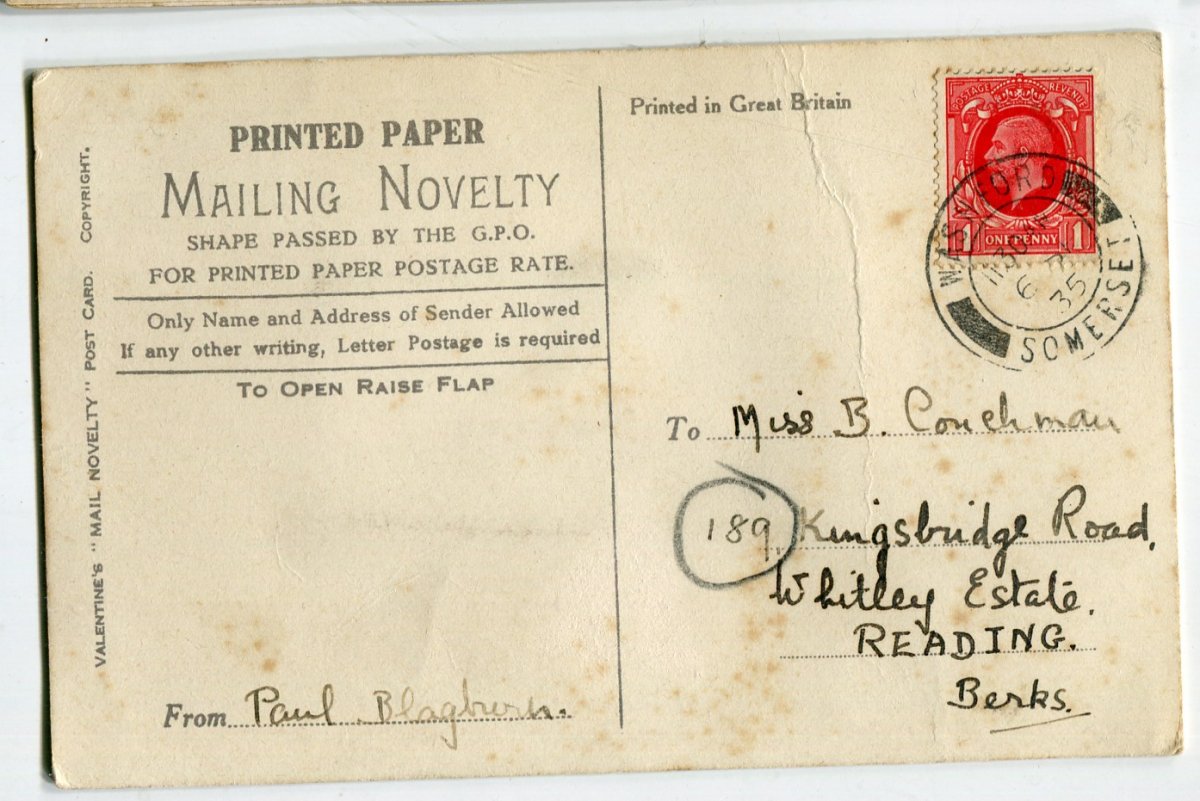 VALENTINE'S "MAIL NOVELTY" POST CARD. COPYRIGHT.
PRINTED PAPER
MAILING NOVELTY
SHAPE PASSED BY THE G.P.O.
FOR PRINTED PAPER POSTAGE RATE.
Only Name and Address of Sender Allowed
If any other writing, Letter Postage is required
TO OPEN RAISE FLAP
From Paul Blagburn.
Printed in Great Britain
POSTAGE REVENUE
1 ONE PENNY 1
SOMERSET
6
35
To Miss B. Couchman
189, Kingsbridge Road,
Whitley Estate.
READING.
Berks.